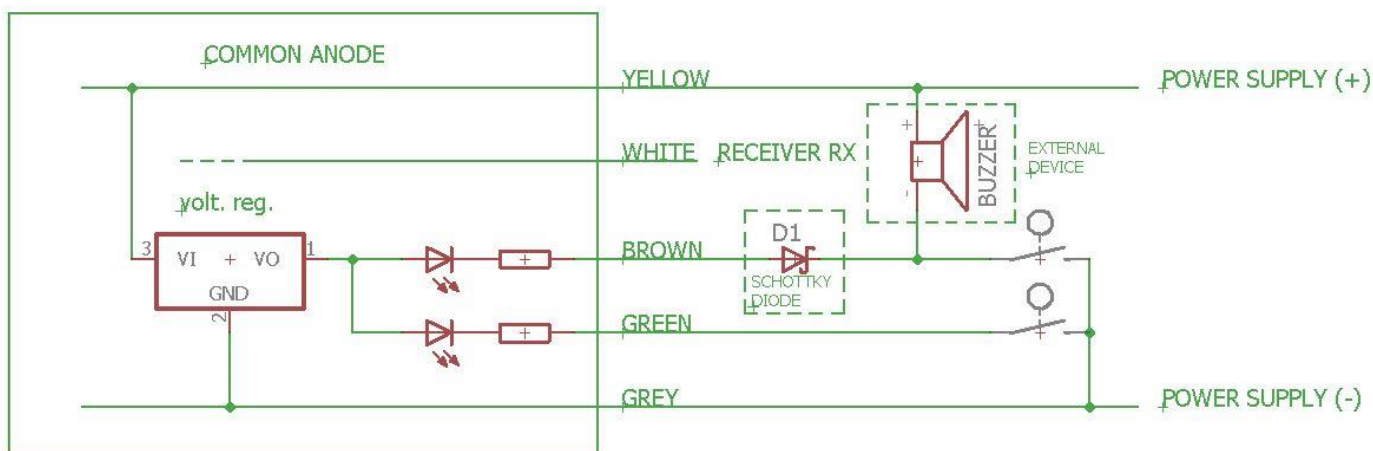 COMMON ANODE
YELLOW
POWER SUPPLY (+)
WHITE
RECEIVER RX
+
-
BUZZER
EXTERNAL
DEVICE
volt. reg.
3
VI
VO
1
GND
2
BROWN
D1
SCHOTTKY
DIODE
GREEN
GREY
POWER SUPPLY (-)